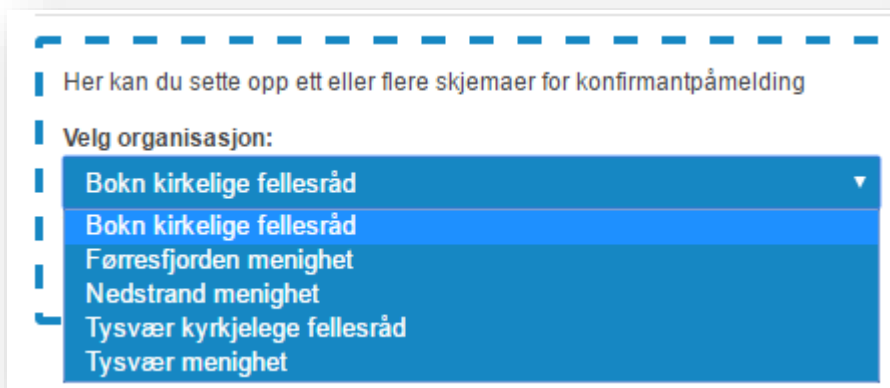 Her kan du sette opp ett eller flere skjemaer for konfirmantpåmelding
Velg organisasjon:
Bokn kirkelige fellesråd
Bokn kirkelige fellesråd
Førresfjorden menighet
Nedstrand menighet
Tysvær kyrkjelege fellesråd
Tysvær menighet